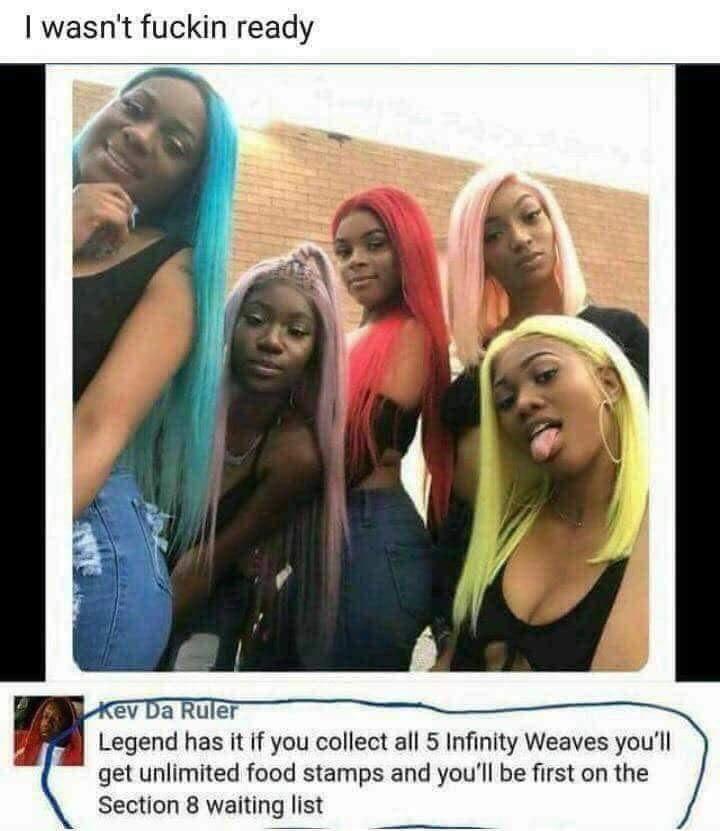 I wasn't fuckin ready
Kev Da Ruler
Legend has it if you collect all 5 Infinity Weaves you'll
get unlimited food stamps and you'll be first on the
Section 8 waiting list